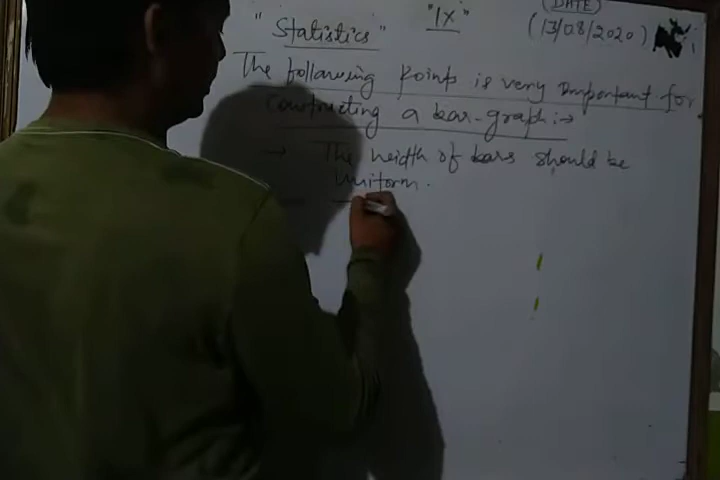 "Statistics" "IX" (DATE)
(13/08/2020)
The following points is very Important for
Constructing a bar-graph:→
→ The width of bars should be
Uniform.